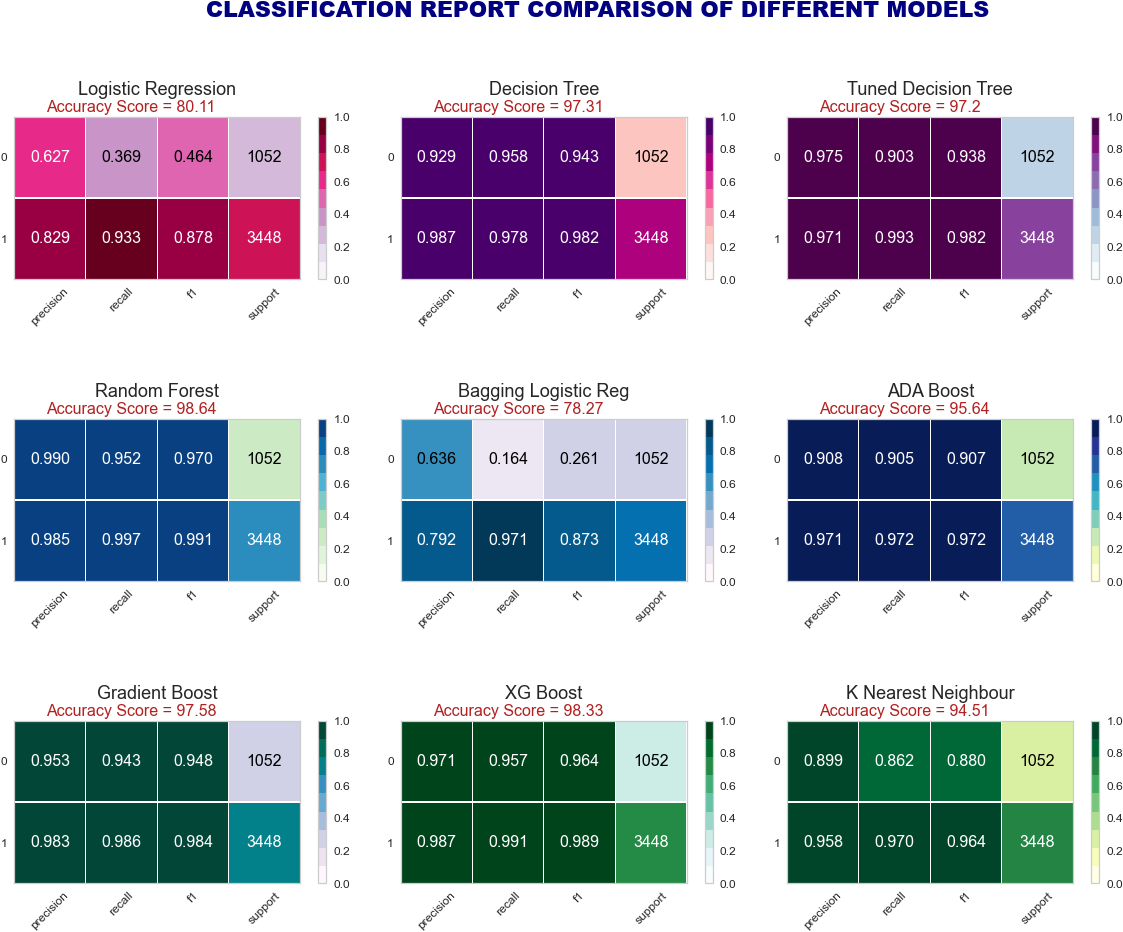 CLASSIFICATION REPORT COMPARISON OF DIFFERENT MODELS
Logistic Regression
Accuracy Score = 80.11
1.0
0.8
0.6
0.4
0.2
0.0
0 0.627 0.369 0.464 1052
1 0.829 0.933 0.878 3448
precision recall f1 support
Decision Tree
Accuracy Score = 97.31
1.0
0.8
0.6
0.4
0.2
0.0
0 0.929 0.958 0.943 1052
1 0.987 0.978 0.982 3448
precision recall f1 support
Tuned Decision Tree
Accuracy Score = 97.2
1.0
0.8
0.6
0.4
0.2
0.0
0 0.975 0.903 0.938 1052
1 0.971 0.993 0.982 3448
precision recall f1 support
Random Forest
Accuracy Score = 98.64
1.0
0.8
0.6
0.4
0.2
0.0
0 0.990 0.952 0.970 1052
1 0.985 0.997 0.991 3448
precision recall f1 support
Bagging Logistic Reg
Accuracy Score = 78.27
1.0
0.8
0.6
0.4
0.2
0.0
0 0.636 0.164 0.261 1052
1 0.792 0.971 0.873 3448
precision recall f1 support
ADA Boost
Accuracy Score = 95.64
1.0
0.8
0.6
0.4
0.2
0.0
0 0.908 0.905 0.907 1052
1 0.971 0.972 0.972 3448
precision recall f1 support
Gradient Boost
Accuracy Score = 97.58
1.0
0.8
0.6
0.4
0.2
0.0
0 0.953 0.943 0.948 1052
1 0.983 0.986 0.984 3448
precision recall f1 support
XG Boost
Accuracy Score = 98.33
1.0
0.8
0.6
0.4
0.2
0.0
0 0.971 0.957 0.964 1052
1 0.987 0.991 0.989 3448
precision recall f1 support
K Nearest Neighbour
Accuracy Score = 94.51
1.0
0.8
0.6
0.4
0.2
0.0
0 0.899 0.862 0.880 1052
1 0.958 0.970 0.964 3448
precision recall f1 support